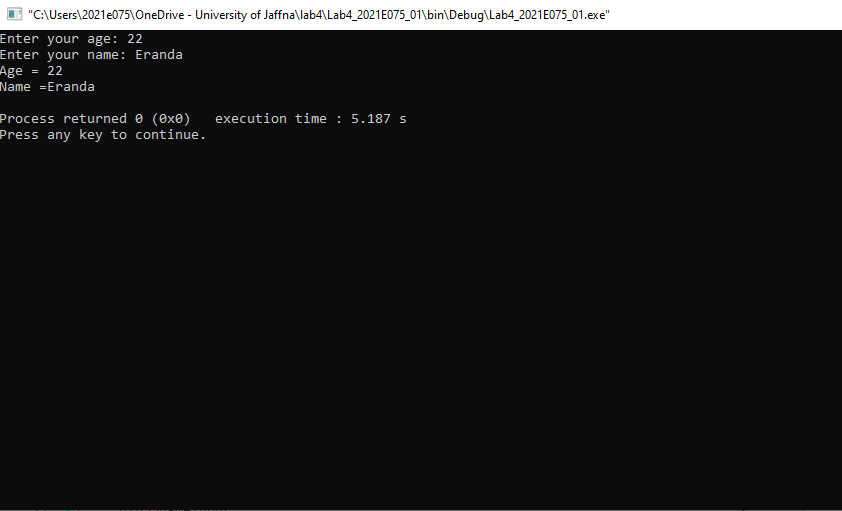 "C:\Users\2021e075\OneDrive - University of Jaffna\lab4\Lab4_2021E075_01\bin\Debug\Lab4_2021E075_01.exe"
Enter your age: 22
Enter your name: Eranda
Age = 22
Name =Eranda
Process returned 0 (0x0)   execution time : 5.187 s
Press any key to continue.